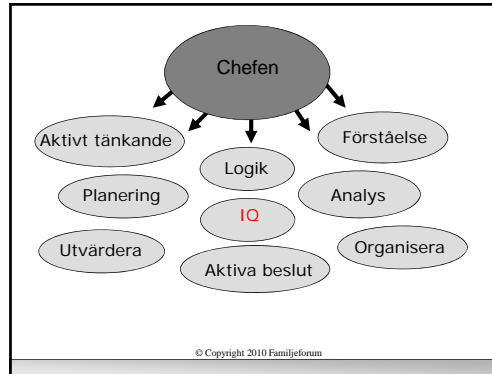 Chefen
Aktivt tänkande
Förståelse
Logik
Planering
Analys
IQ
Utvärdera
Organisera
Aktiva beslut
© Copyright 2010 Familjeforum